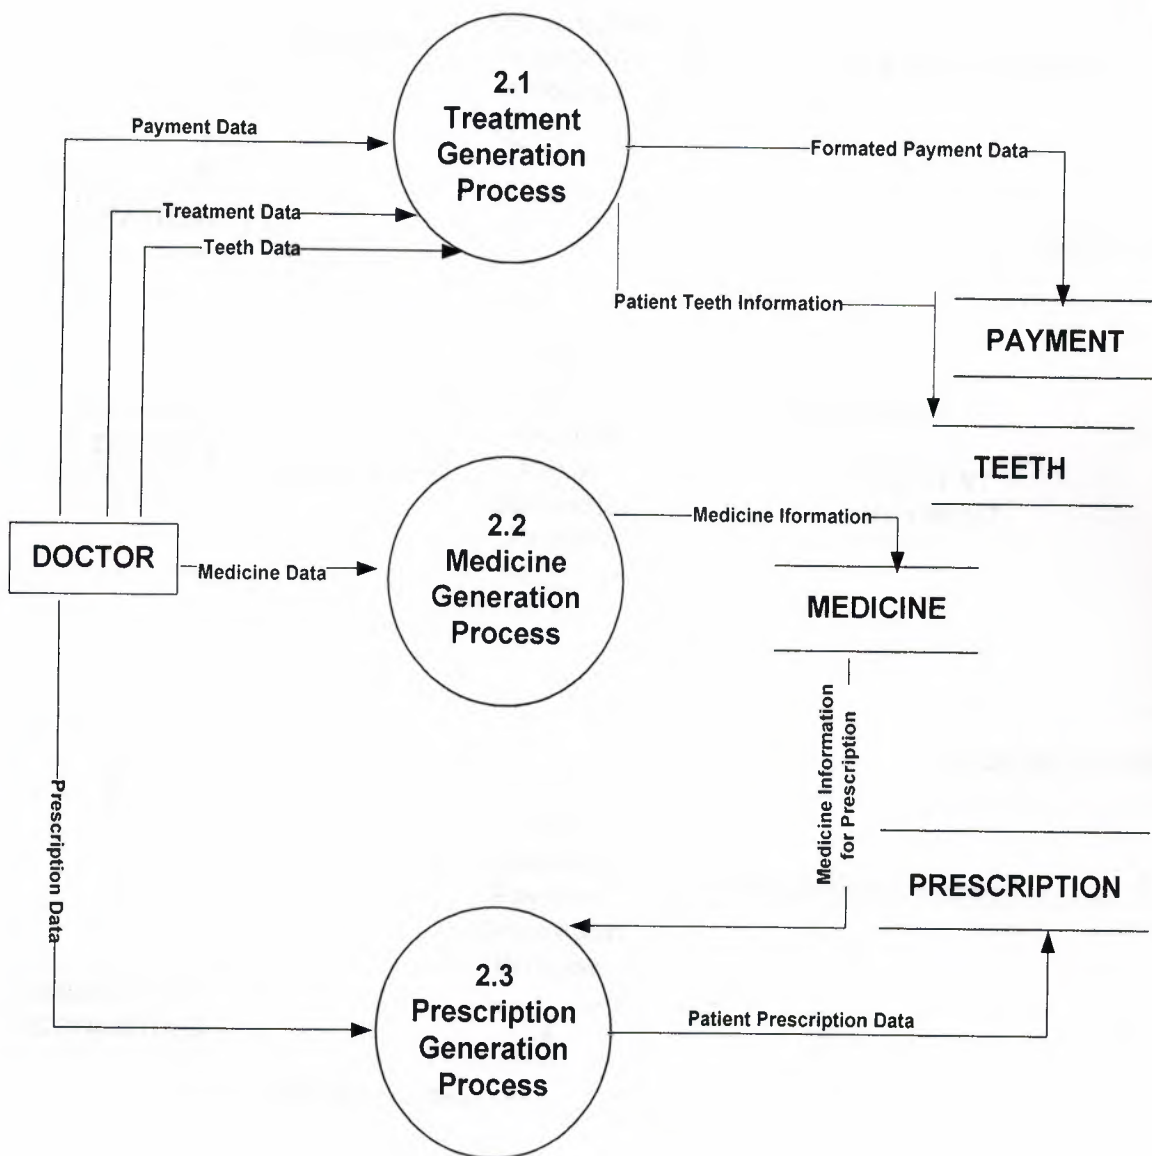 2.1
Treatment
Generation
Process
Payment Data
Formated Payment Data
Treatment Data
Teeth Data
Patient Teeth Information
PAYMENT
TEETH
2.2
Medicine
Generation
Process
Medicine Iformation
DOCTOR
Medicine Data
MEDICINE
Medicine Information
for Prescription
Prescription Data
PRESCRIPTION
2.3
Prescription
Generation
Process
Patient Prescription Data